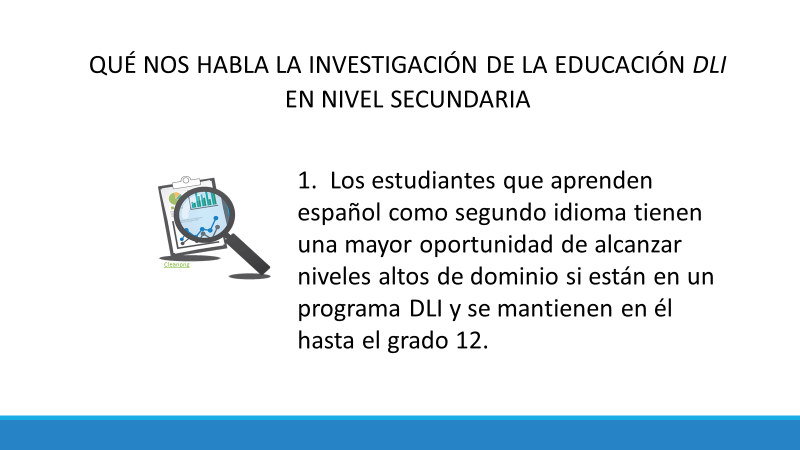 QUÉ NOS HABLA LA INVESTIGACIÓN DE LA EDUCACIÓN DLI
EN NIVEL SECUNDARIA
1. Los estudiantes que aprenden
español como segundo idioma tienen
una mayor oportunidad de alcanzar
niveles altos de dominio si están en un
programa DLI y se mantienen en él
hasta el grado 12.
Cleanpng